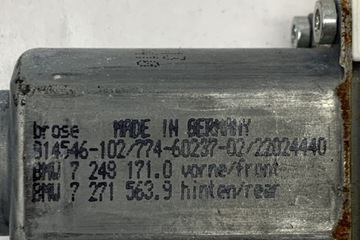 brose MADE IN GERMANY
914546-102/774-60237-02/22024440
BMW 7 248 171.0 vorne/front
BMW 7 271 563.9 hinten/rear